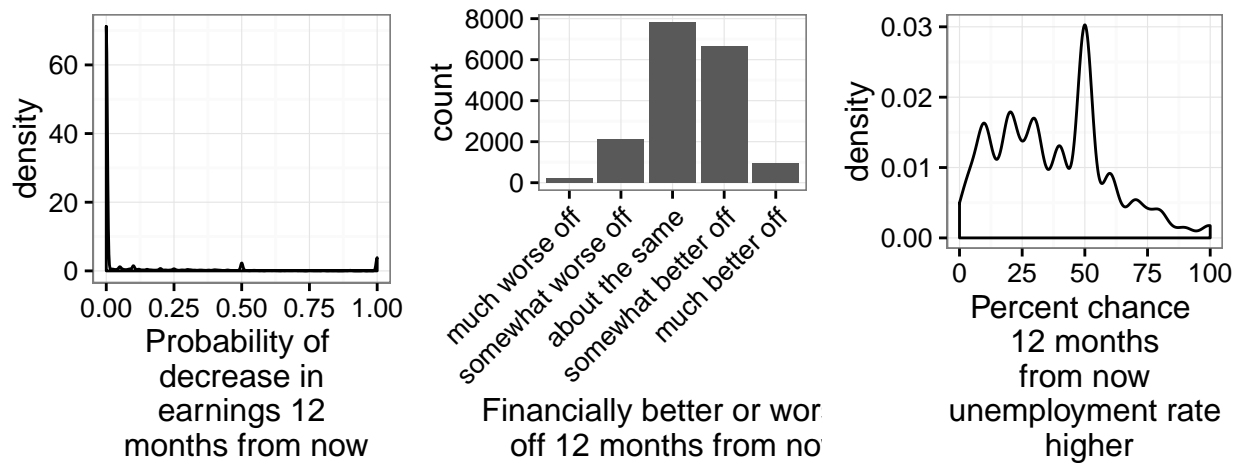 density
60
40
20
0
0.00 0.25 0.50 0.75 1.00
Probability of
decrease in
earnings 12
months from now
count
8000
6000
4000
2000
0
much worse off
somewhat worse off
about the same
somewhat better off
much better off
Financially better or wor
off 12 months from
density
0.03
0.02
0.01
0.00
0 25 50 75 100
Percent chance
12 months
from now
unemployment rate
higher